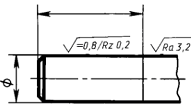 =0,8/Rz 0,2
Ra 3,2
⌀